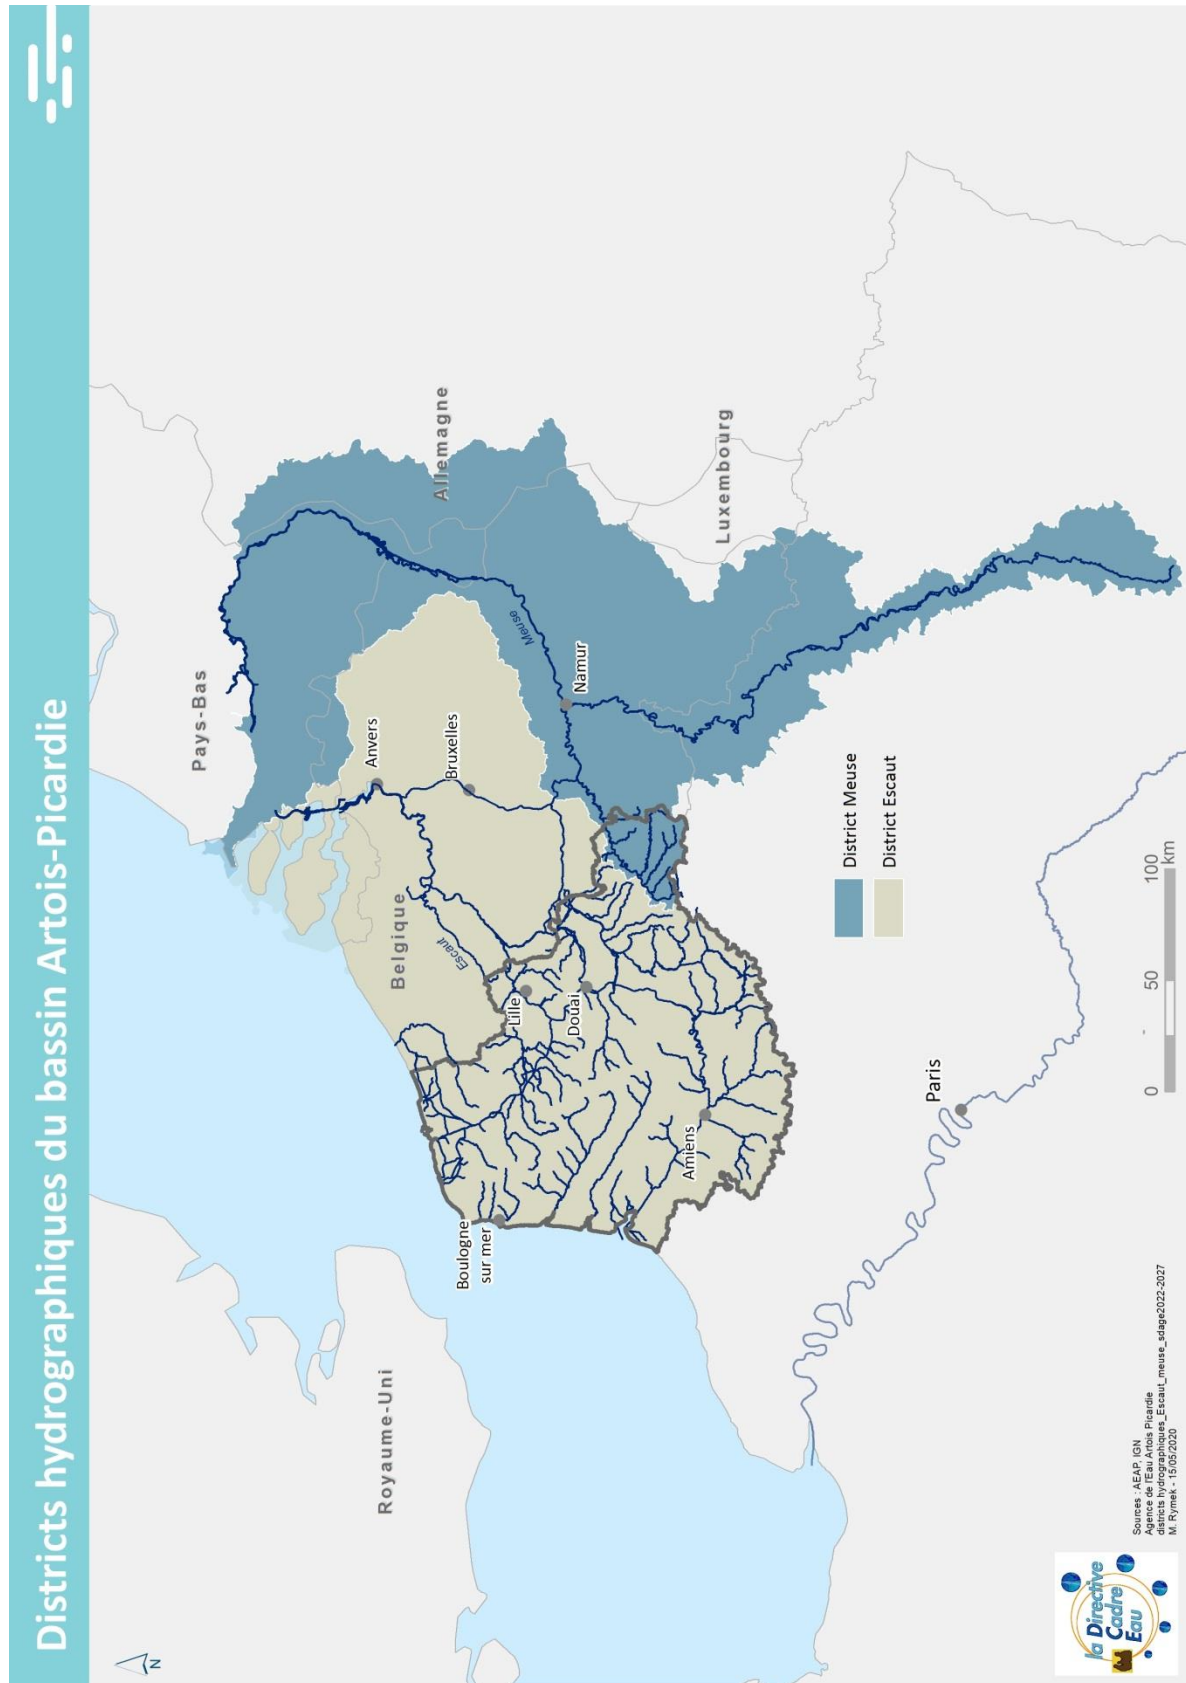 Districts hydrographiques du bassin Artois-Picardie
N
Royaume-Uni
Pays-Bas
Allemagne
Belgique
Luxembourg
Anvers
Bruxelles
Meuse
Escaut
Namur
Lille
Douai
Boulogne
sur mer
Amiens
Paris
District Meuse
District Escaut
0
50
100
km
la Directive
Cadre
Eau
Sources : AEAP, IGN
Agence de l'Eau Artois Picardie
districts hydrographiques_Escaut_meuse_sdage2022-2027
M. Rymek - 15/05/2020